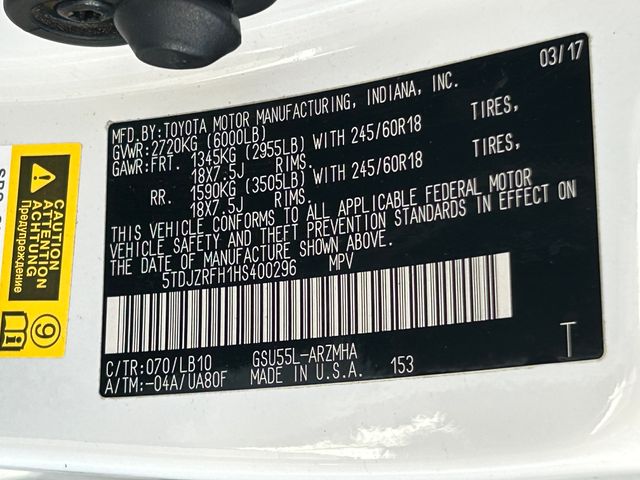 03/17
MFD.BY:TOYOTA MOTOR MANUFACTURING, INDIANA, INC.
GVWR:2720KG (6000LB)
GAWR:FRT. 1345KG (2955LB) WITH 245/60R18 TIRES,
18X7.5J RIMS.
RR. 1590KG (3505LB) WITH 245/60R18 TIRES,
18X7.5J RIMS.
THIS VEHICLE CONFORMS TO ALL APPLICABLE FEDERAL MOTOR
VEHICLE SAFETY AND THEFT PREVENTION STANDARDS IN EFFECT ON
THE DATE OF MANUFACTURE SHOWN ABOVE.
5TDJZRFH1HS400296 MPV
C/TR:070/LB10 GSU55L-ARZMHA
A/TM:-04A/UA80F MADE IN U.S.A. 153
T
CAUTION
ATTENTION
ACHTUNG
Предупреждение
9